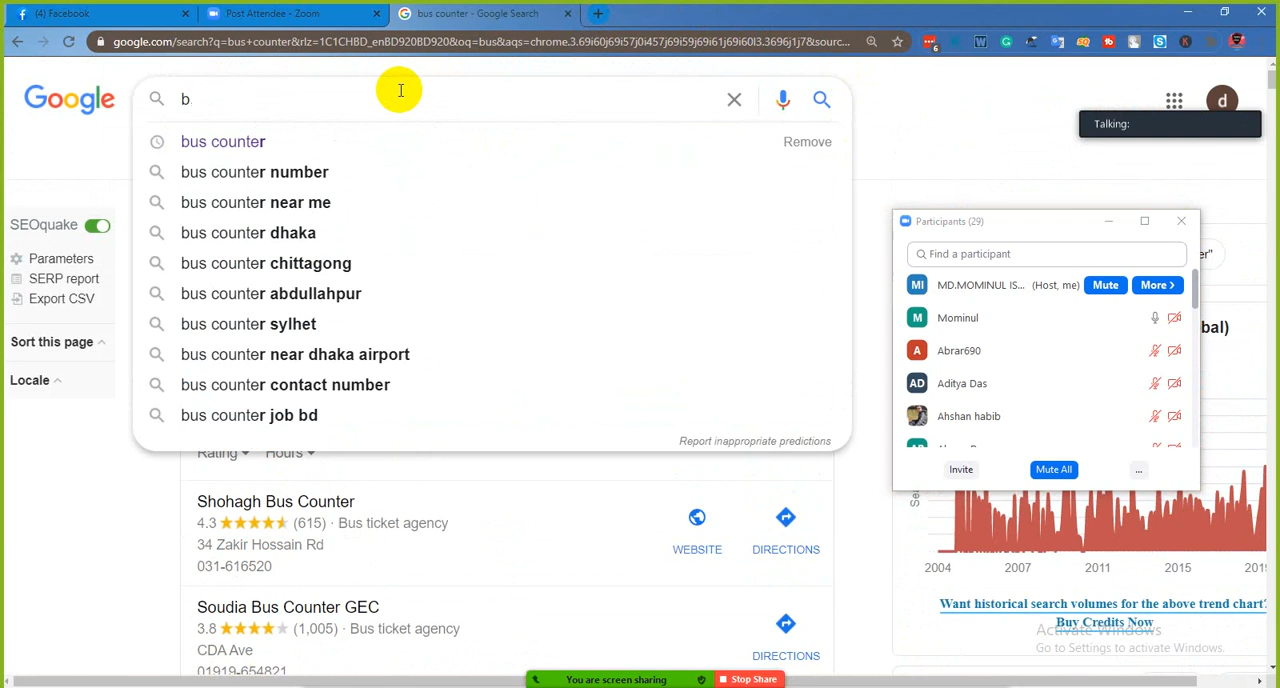 (4) Facebook
Post Attendee - Zoom
bus counter - Google Search
google.com/search?q=bus+counter&rlz=1C1CHBD_enBD920BD920&oq=bus&aqs=chrome.3.69i60j69i57j0i457j69i59j69i61j69i60l3.3696j1j7&sourc...
6
Google
b
d
Talking:
bus counter
Remove
bus counter number
bus counter near me
bus counter dhaka
bus counter chittagong
bus counter abdullahpur
bus counter sylhet
bus counter near dhaka airport
bus counter contact number
bus counter job bd
Report inappropriate predictions
SEOquake
Parameters
SERP report
Export CSV
Sort this page
Locale
Participants (29)
Find a participant
MI MD.MOMINUL IS... (Host, me) Mute More >
M Mominul
A Abrar690
AD Aditya Das
Ahshan habib
Invite
Mute All
...
er"
bal)
Rating Hours
Shohagh Bus Counter
4.3 (615) · Bus ticket agency
34 Zakir Hossain Rd
031-616520
WEBSITE
DIRECTIONS
Soudia Bus Counter GEC
3.8 (1,005) · Bus ticket agency
CDA Ave
01919-654821
DIRECTIONS
2004 2007 2011 2015 201
Want historical search volumes for the above trend chart?
Buy Credits Now
Activate Windows
Go to Settings to activate Windows.
You are screen sharing
Stop Share